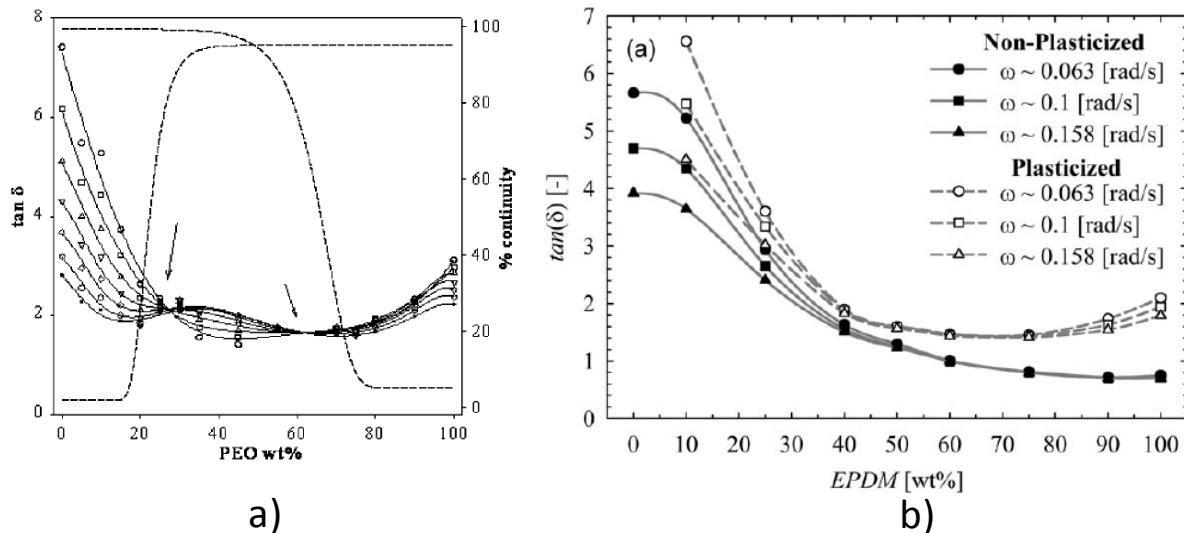 8
6
4
2
0
tan δ
0
20
40
60
80
100
PEO wt%
100
80
60
40
20
0
% continuity
a)
(a)
7
6
5
4
3
2
1
0
tan(δ) [-]
Non-Plasticized
ω ~ 0.063 [rad/s]
ω ~ 0.1 [rad/s]
ω ~ 0.158 [rad/s]
Plasticized
ω ~ 0.063 [rad/s]
ω ~ 0.1 [rad/s]
ω ~ 0.158 [rad/s]
0 10 20 30 40 50 60 70 80 90 100
EPDM [wt%]
b)